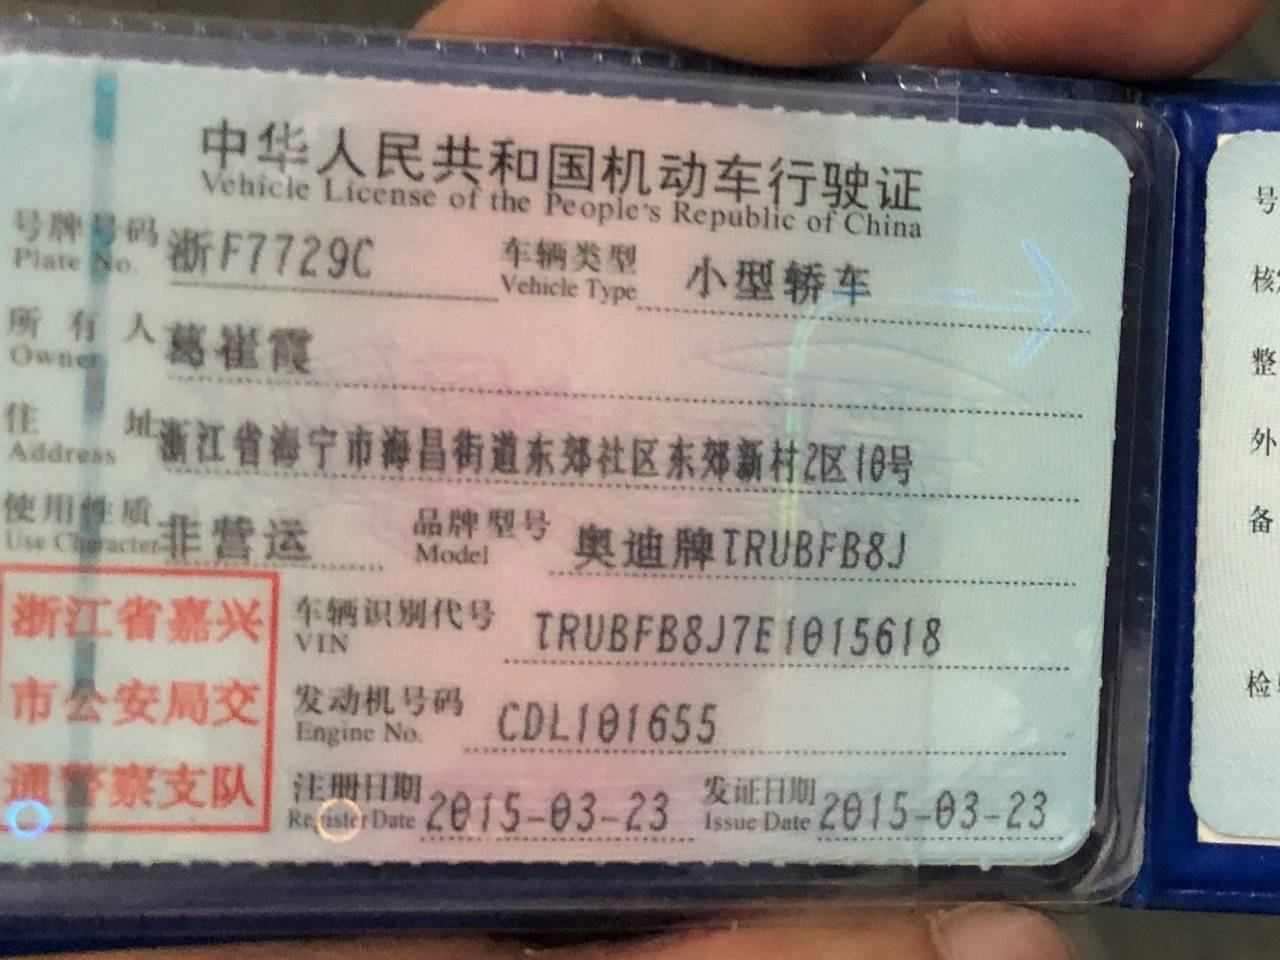 中华人民共和国机动车行驶证
Vehicle License of the People's Republic of China
号牌号码 浙F7729C 车辆类型 小型轿车
Plate No. Vehicle Type
所有人 葛崔霞
Owner
住址 浙江省海宁市海昌街道东郊社区东郊新村2区10号
Address
使用性质 非营运 品牌型号 奥迪牌TRUBFB8J
Use Character Model
浙江省嘉兴
市公安局交
通警察支队
车辆识别代号 TRUBFB8J7E1015618
VIN
发动机号码 CDL101655
Engine No.
注册日期 2015-03-23 发证日期 2015-03-23
Register Date Issue Date
号
核
整
外
备
检